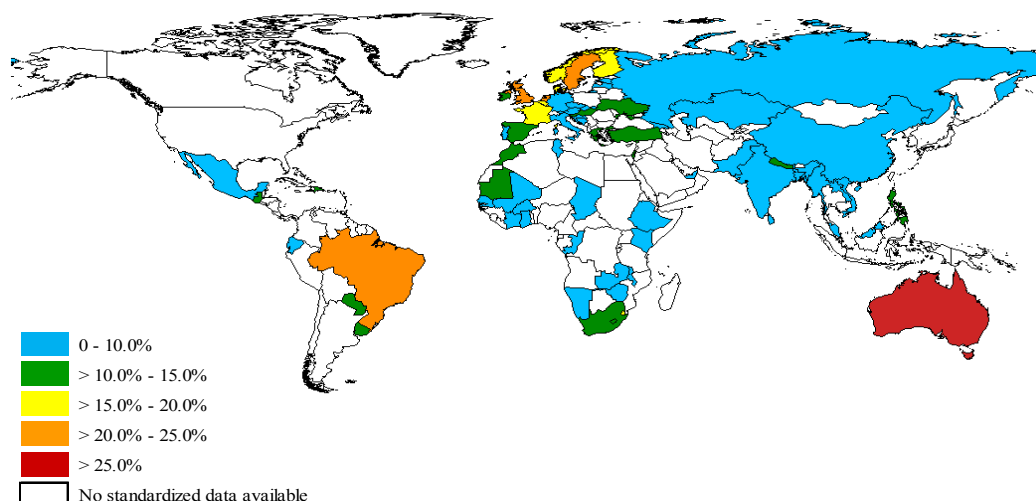 0 - 10.0%
> 10.0% - 15.0%
> 15.0% - 20.0%
> 20.0% - 25.0%
> 25.0%
No standardized data available